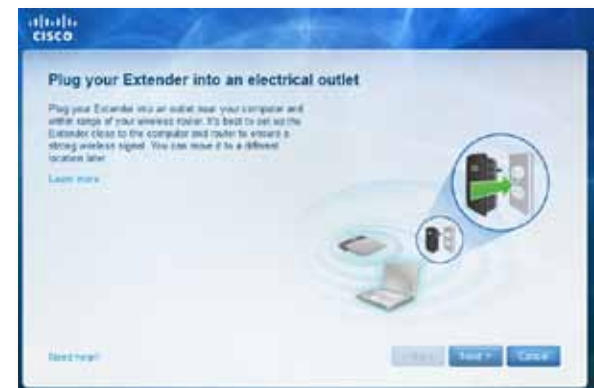 CISCO
Plug your Extender into an electrical outlet
Plug your Extender into an outlet near your computer and
within range of your wireless router. It's best to set up the
Extender close to the computer and router to ensure a
strong wireless signal. You can move it to a different
location later.
Learn more
Need help?
Next >
Cancel